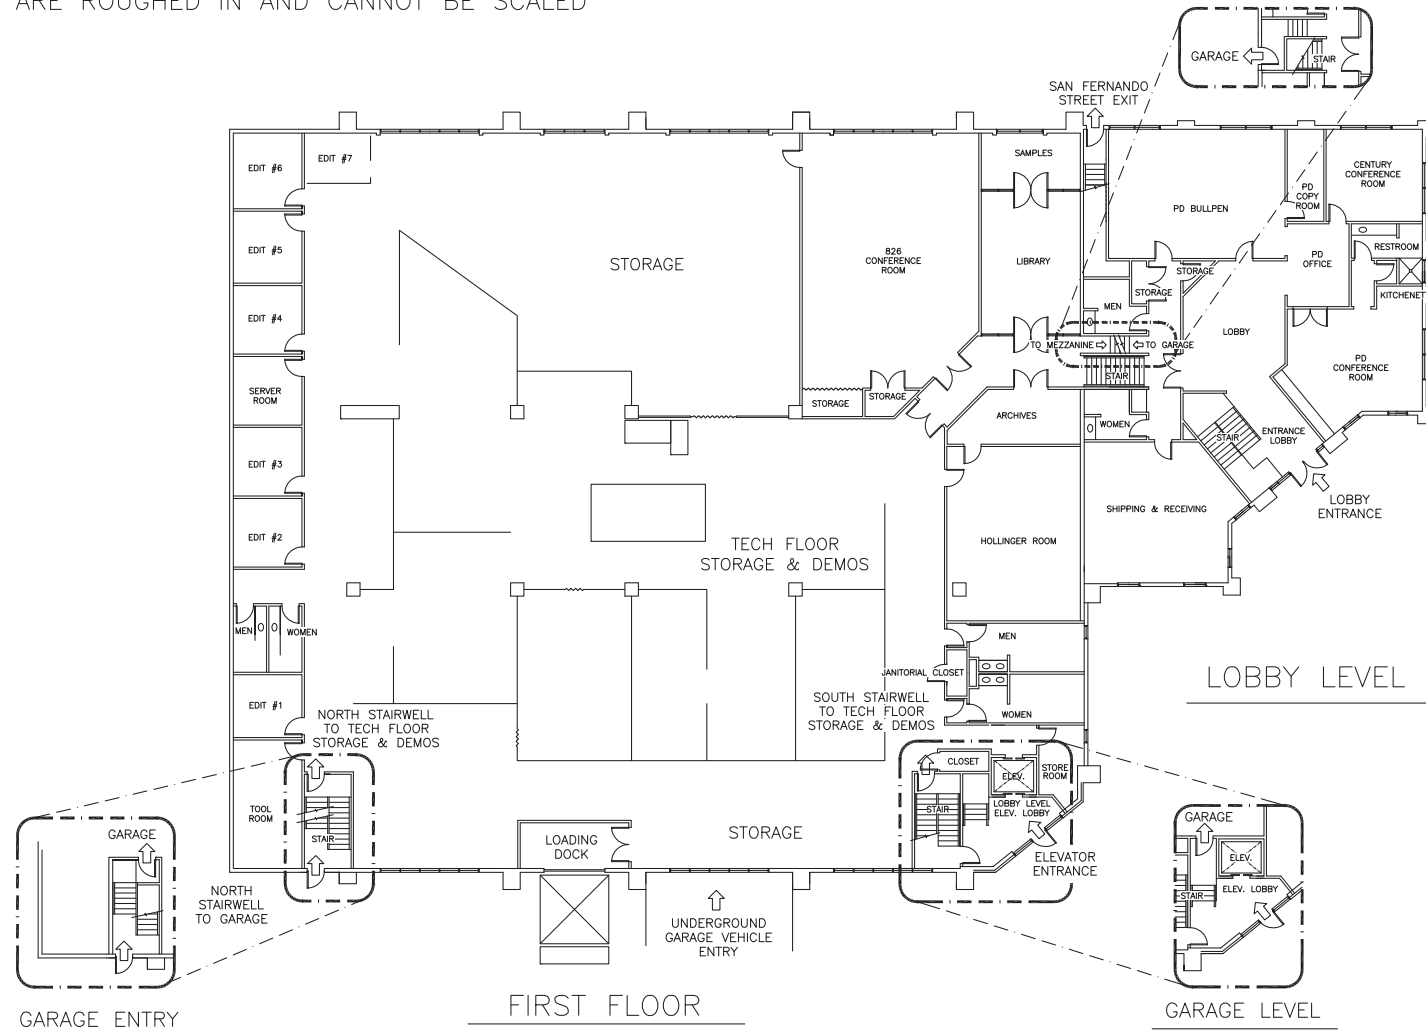 ARE ROUGHED IN AND CANNOT BE SCALED
GARAGE
STAIR
SAN FERNANDO
STREET EXIT
EDIT #6
EDIT #7
SAMPLES
CENTURY
CONFERENCE
ROOM
PD
COPY
ROOM
PD BULLPEN
EDIT #5
STORAGE
826
CONFERENCE
ROOM
LIBRARY
RESTROOM
PD
OFFICE
STORAGE
STORAGE
KITCHENET
MEN
EDIT #4
LOBBY
TO MEZZANINE
TO GARAGE
PD
CONFERENCE
ROOM
STAIR
SERVER
ROOM
STORAGE
STORAGE
ARCHIVES
WOMEN
STAIR
ENTRANCE
LOBBY
EDIT #3
LOBBY
ENTRANCE
SHIPPING & RECEIVING
EDIT #2
TECH FLOOR
STORAGE & DEMOS
HOLLINGER ROOM
MEN
WOMEN
MEN
JANITORIAL CLOSET
LOBBY LEVEL
EDIT #1
NORTH STAIRWELL
TO TECH FLOOR
STORAGE & DEMOS
SOUTH STAIRWELL
TO TECH FLOOR
STORAGE & DEMOS
WOMEN
CLOSET
ELEV.
STORE
ROOM
TOOL
ROOM
STAIR
STAIR
LOBBY LEVEL
ELEV. LOBBY
GARAGE
LOADING
DOCK
STORAGE
ELEVATOR
ENTRANCE
GARAGE
ELEV.
STAIR
ELEV. LOBBY
NORTH
STAIRWELL
TO GARAGE
UNDERGROUND
GARAGE VEHICLE
ENTRY
GARAGE ENTRY
FIRST FLOOR
GARAGE LEVEL